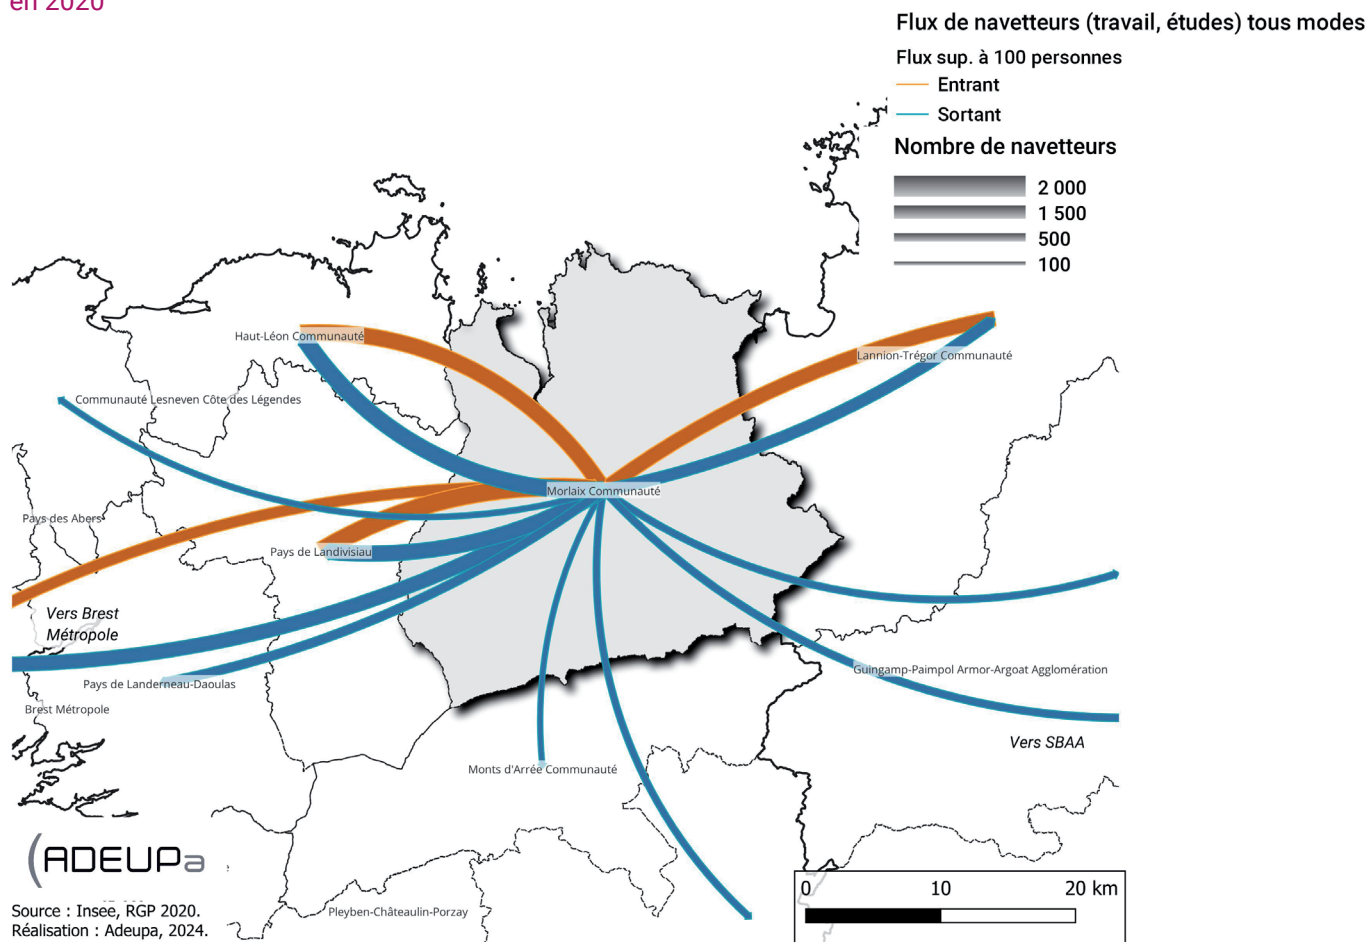 en 2020
Flux de navetteurs (travail, études) tous modes
Flux sup. à 100 personnes
Entrant
Sortant
Nombre de navetteurs
2 000
1 500
500
100
Haut-Léon Communauté
Lannion-Trégor Communauté
Communauté Lesneven Côte des Légendes
Morlaix Communauté
Pays des Abers
Pays de Landivisiau
Vers Brest
Métropole
Guingamp-Paimpol Armor-Argoat Agglomération
Pays de Landerneau-Daoulas
Brest Métropole
Vers SBAA
Monts d'Arrée Communauté
ADEUPa
Pleyben-Châteaulin-Porzay
0 10 20 km
Source : Insee, RGP 2020.
Réalisation : Adeupa, 2024.